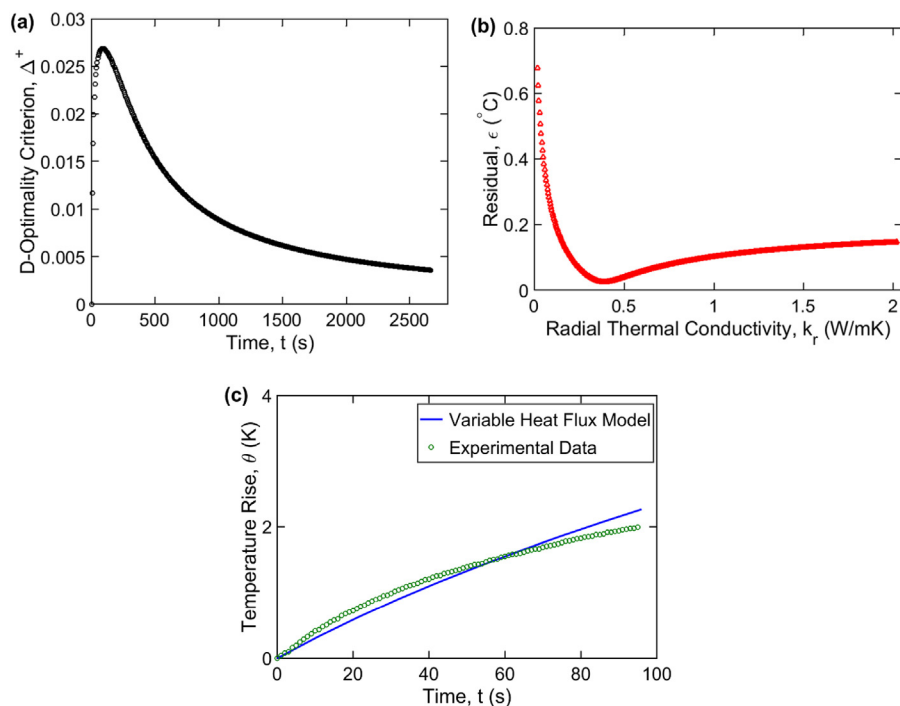 (a)
0.03
0.025
0.02
0.015
0.01
0.005
0
D-Optimality Criterion, Δ⁺
0 500 1000 1500 2000 2500
Time, t (s)
(b)
0.8
0.6
0.4
0.2
0
Residual, ϵ (°C)
0 0.5 1 1.5 2
Radial Thermal Conductivity, kᵣ (W/mK)
(c)
4
2
0
Temperature Rise, θ (K)
Variable Heat Flux Model
Experimental Data
0 20 40 60 80 100
Time, t (s)